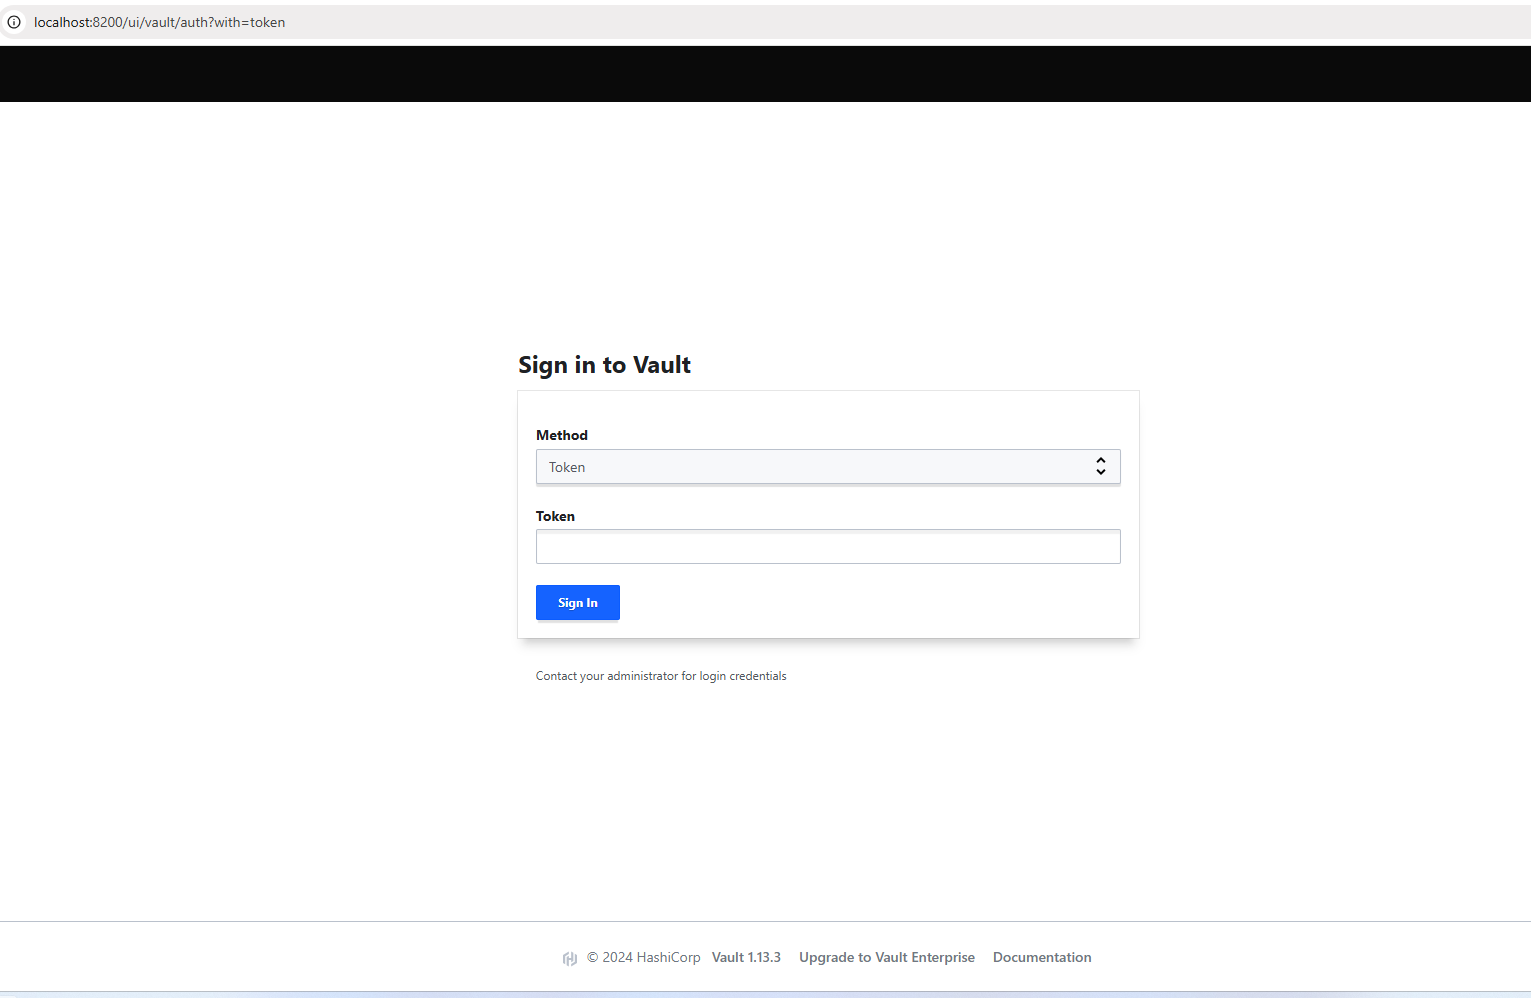 localhost:8200/ui/vault/auth?with=token
Sign in to Vault
Method
Token
Token
Sign In
Contact your administrator for login credentials
© 2024 HashiCorp Vault 1.13.3 Upgrade to Vault Enterprise Documentation